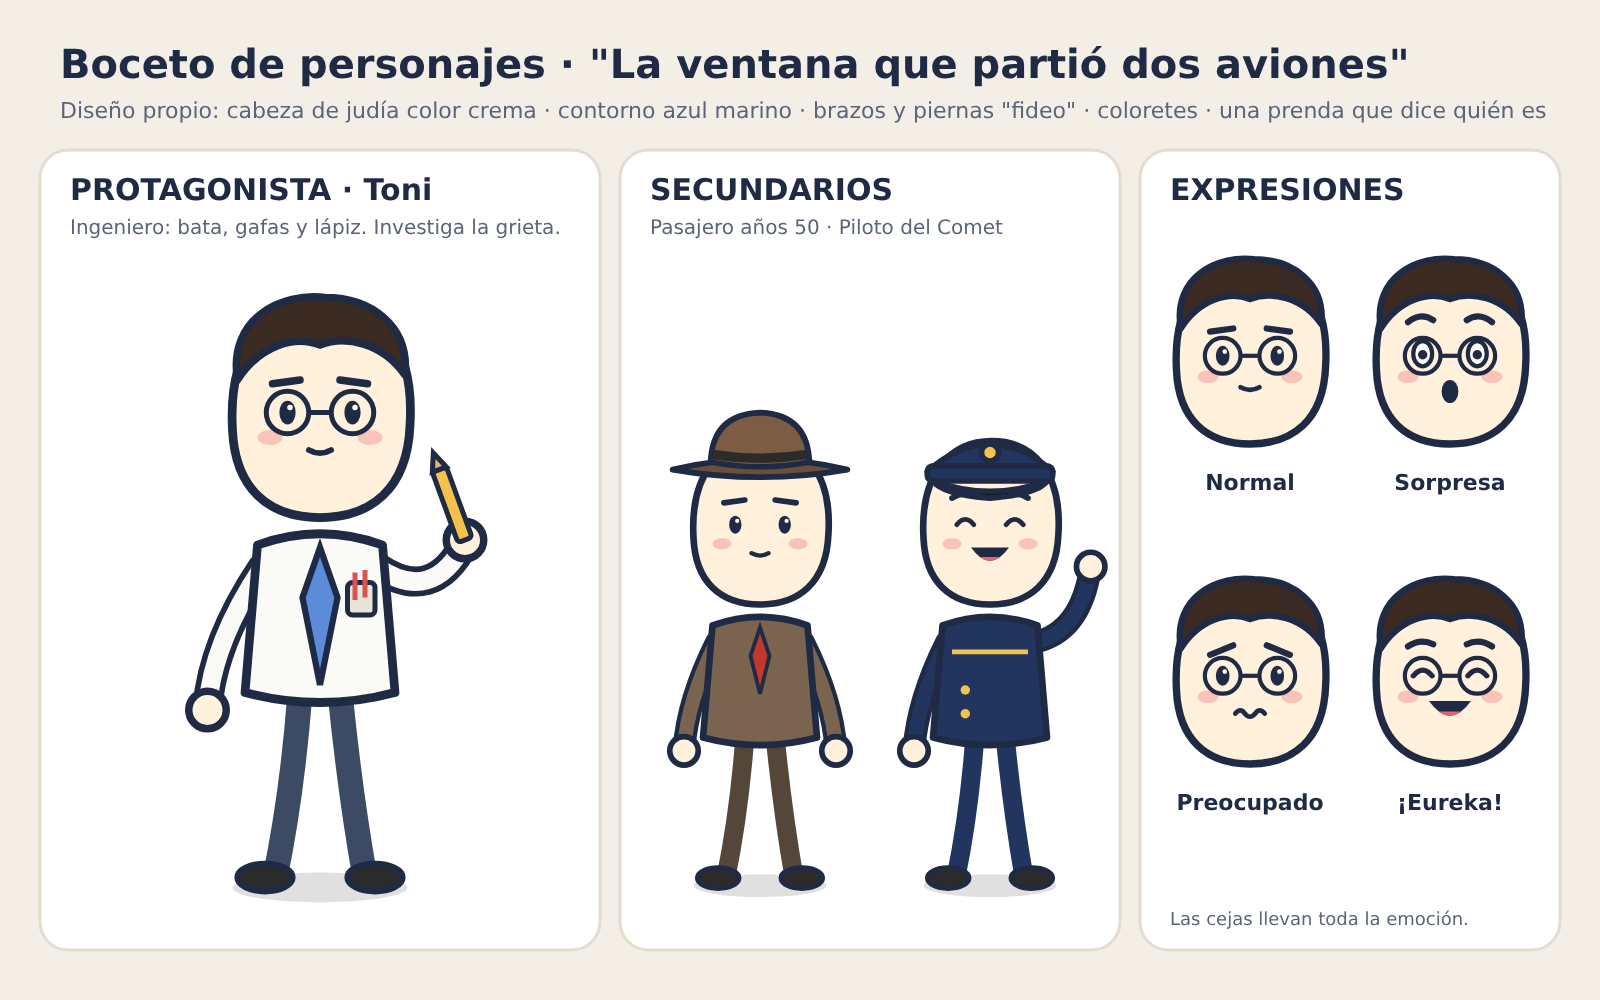 Boceto de personajes · "La ventana que partió dos aviones"
Diseño propio: cabeza de judía color crema · contorno azul marino · brazos y piernas "fideo" · coloretes · una prenda que dice quién es
PROTAGONISTA · Toni
Ingeniero: bata, gafas y lápiz. Investiga la grieta.
SECUNDARIOS
Pasajero años 50 · Piloto del Comet
EXPRESIONES
Normal
Sorpresa
Preocupado
¡Eureka!
Las cejas llevan toda la emoción.